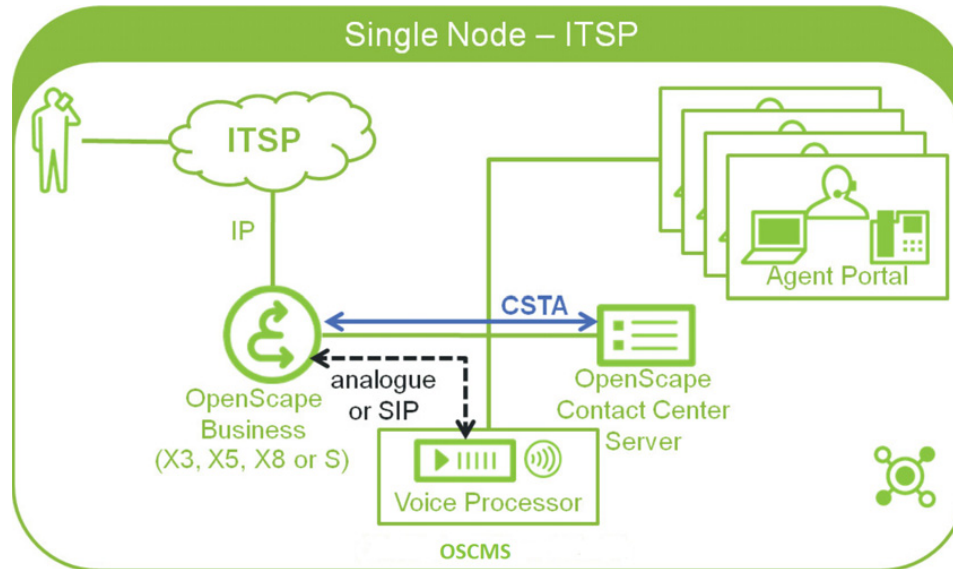 Single Node – ITSP
ITSP
IP
Agent Portal
CSTA
analogue
or SIP
OpenScape
Business
(X3, X5, X8 or S)
OpenScape
Contact Center
Server
Voice Processor
OSCMS